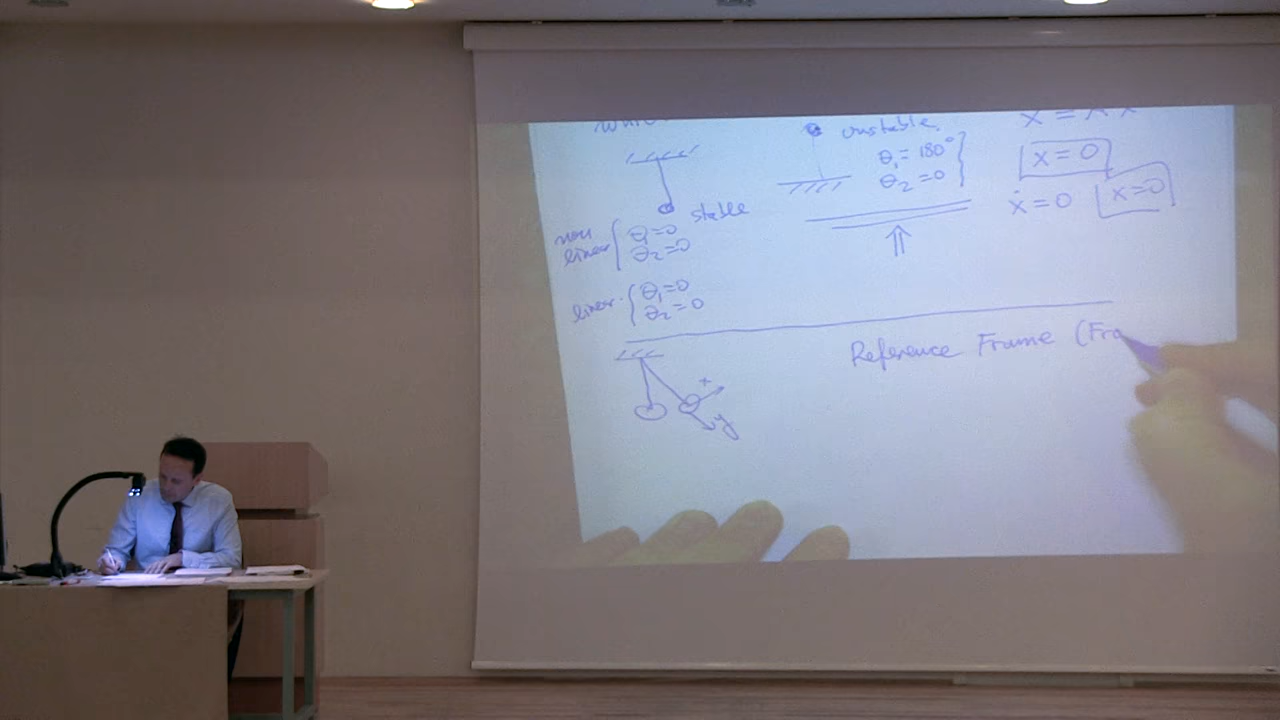 unstable.
θ₁ = 180°
θ₂ = 0
x = 0
ẋ = 0 x = 0
stable
non
linear { θ₁ = 0
θ₂ = 0
linear. { θ₁ = 0
θ₂ = 0
Reference Frame (Fra
x
y